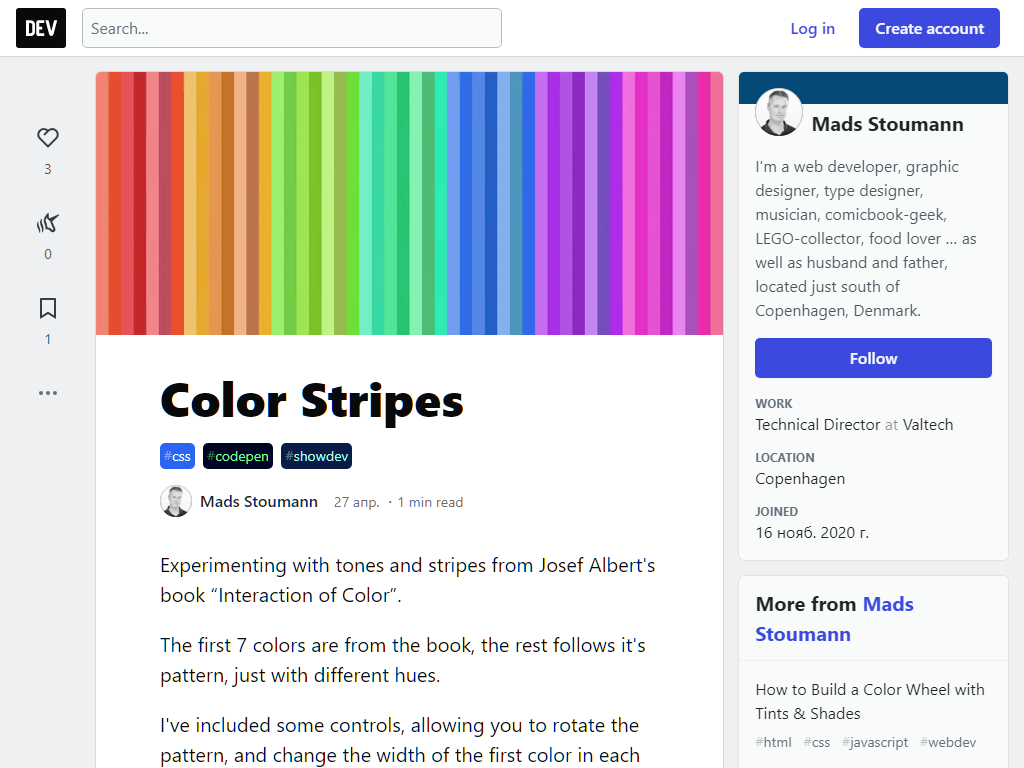 DEV
Search...
Log in
Create account
3
0
1
Color Stripes
#css #codepen #showdev
Mads Stoumann 27 апр. · 1 min read
Experimenting with tones and stripes from Josef Albert's
book “Interaction of Color”.
The first 7 colors are from the book, the rest follows it's
pattern, just with different hues.
I've included some controls, allowing you to rotate the
pattern, and change the width of the first color in each
Mads Stoumann
I'm a web developer, graphic
designer, type designer,
musician, comicbook-geek,
LEGO-collector, food lover ... as
well as husband and father,
located just south of
Copenhagen, Denmark.
Follow
WORK
Technical Director at Valtech
LOCATION
Copenhagen
JOINED
16 нояб. 2020 г.
More from Mads
Stoumann
How to Build a Color Wheel with
Tints & Shades
#html #css #javascript #webdev